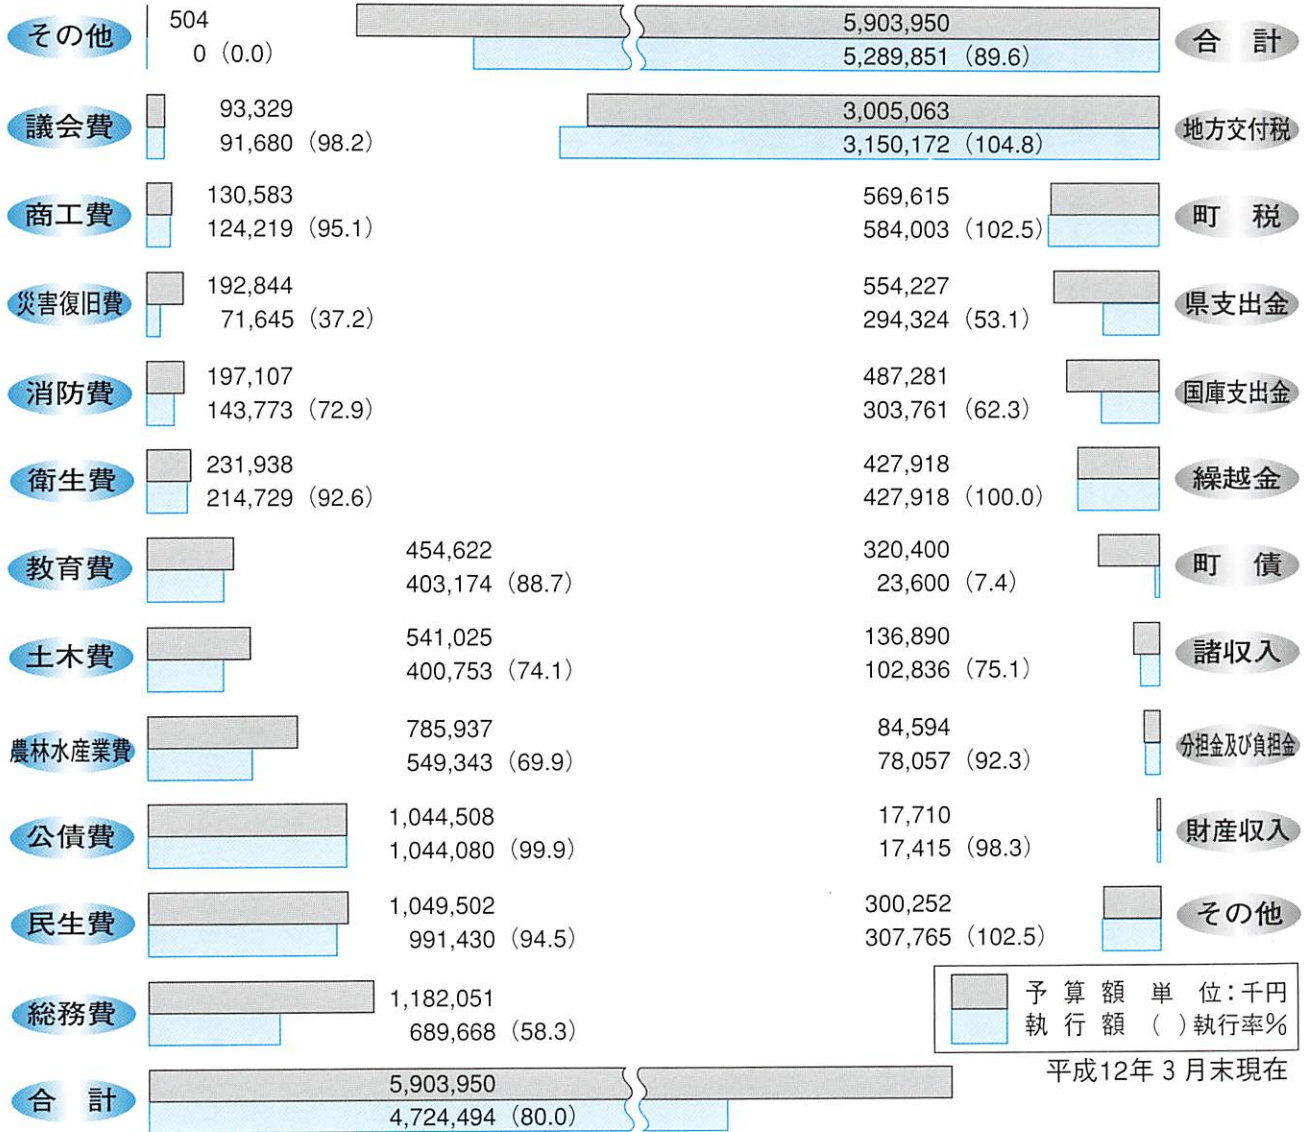 その他
504
0（0.0）
議会費
93,329
91,680（98.2）
商工費
130,583
124,219（95.1）
災害復旧費
192,844
71,645（37.2）
消防費
197,107
143,773（72.9）
衛生費
231,938
214,729（92.6）
教育費
454,622
403,174（88.7）
土木費
541,025
400,753（74.1）
農林水産業費
785,937
549,343（69.9）
公債費
1,044,508
1,044,080（99.9）
民生費
1,049,502
991,430（94.5）
総務費
1,182,051
689,668（58.3）
合計
5,903,950
4,724,494（80.0）
5,903,950
5,289,851（89.6）
合計
3,005,063
3,150,172（104.8）
地方交付税
569,615
584,003（102.5）
町税
554,227
294,324（53.1）
県支出金
487,281
303,761（62.3）
国庫支出金
427,918
427,918（100.0）
繰越金
320,400
23,600（7.4）
町債
136,890
102,836（75.1）
諸収入
84,594
78,057（92.3）
分担金及び負担金
17,710
17,415（98.3）
財産収入
300,252
307,765（102.5）
その他
予算額 単位：千円
執行額 （ ）執行率%
平成12年3月末現在